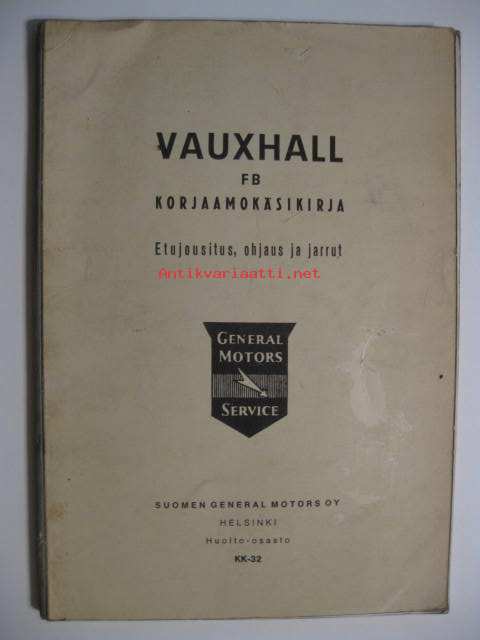 VAUXHALL
FB
KORJAAMOKÄSIKIRJA
Etujousitus, ohjaus ja jarrut
Antikvariaatti.net
GENERAL
MOTORS
SERVICE
SUOMEN GENERAL MOTORS OY
HELSINKI
Huolto-osasto
KK-32